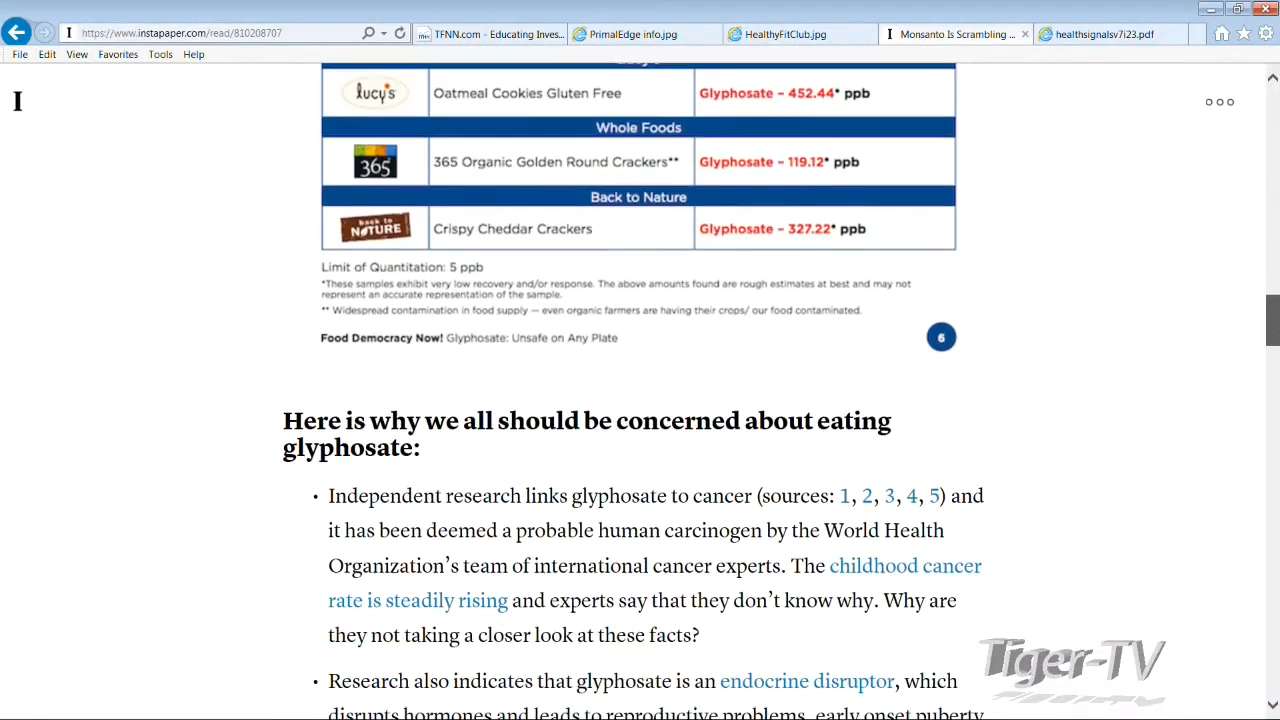 https://www.instapaper.com/read/810208707
TFNN.com - Educating Inves...
PrimalEdge info.jpg
HealthyFitClub.jpg
Monsanto Is Scrambling ...
healthsignalsv7i23.pdf
File Edit View Favorites Tools Help
I
lucy's
Oatmeal Cookies Gluten Free
Glyphosate – 452.44* ppb
Whole Foods
365
365 Organic Golden Round Crackers**
Glyphosate – 119.12* ppb
Back to Nature
back to NATURE
Crispy Cheddar Crackers
Glyphosate – 327.22* ppb
Limit of Quantitation: 5 ppb
*These samples exhibit very low recovery and/or response. The above amounts found are rough estimates at best and may not
represent an accurate representation of the sample.
** Widespread contamination in food supply — even organic farmers are having their crops/ our food contaminated.
Food Democracy Now! Glyphosate: Unsafe on Any Plate
6
Here is why we all should be concerned about eating
glyphosate:
• Independent research links glyphosate to cancer (sources: 1, 2, 3, 4, 5) and
it has been deemed a probable human carcinogen by the World Health
Organization’s team of international cancer experts. The childhood cancer
rate is steadily rising and experts say that they don’t know why. Why are
they not taking a closer look at these facts?
• Research also indicates that glyphosate is an endocrine disruptor, which
disrupts hormones and leads to reproductive problems, early onset puberty
Tiger-TV